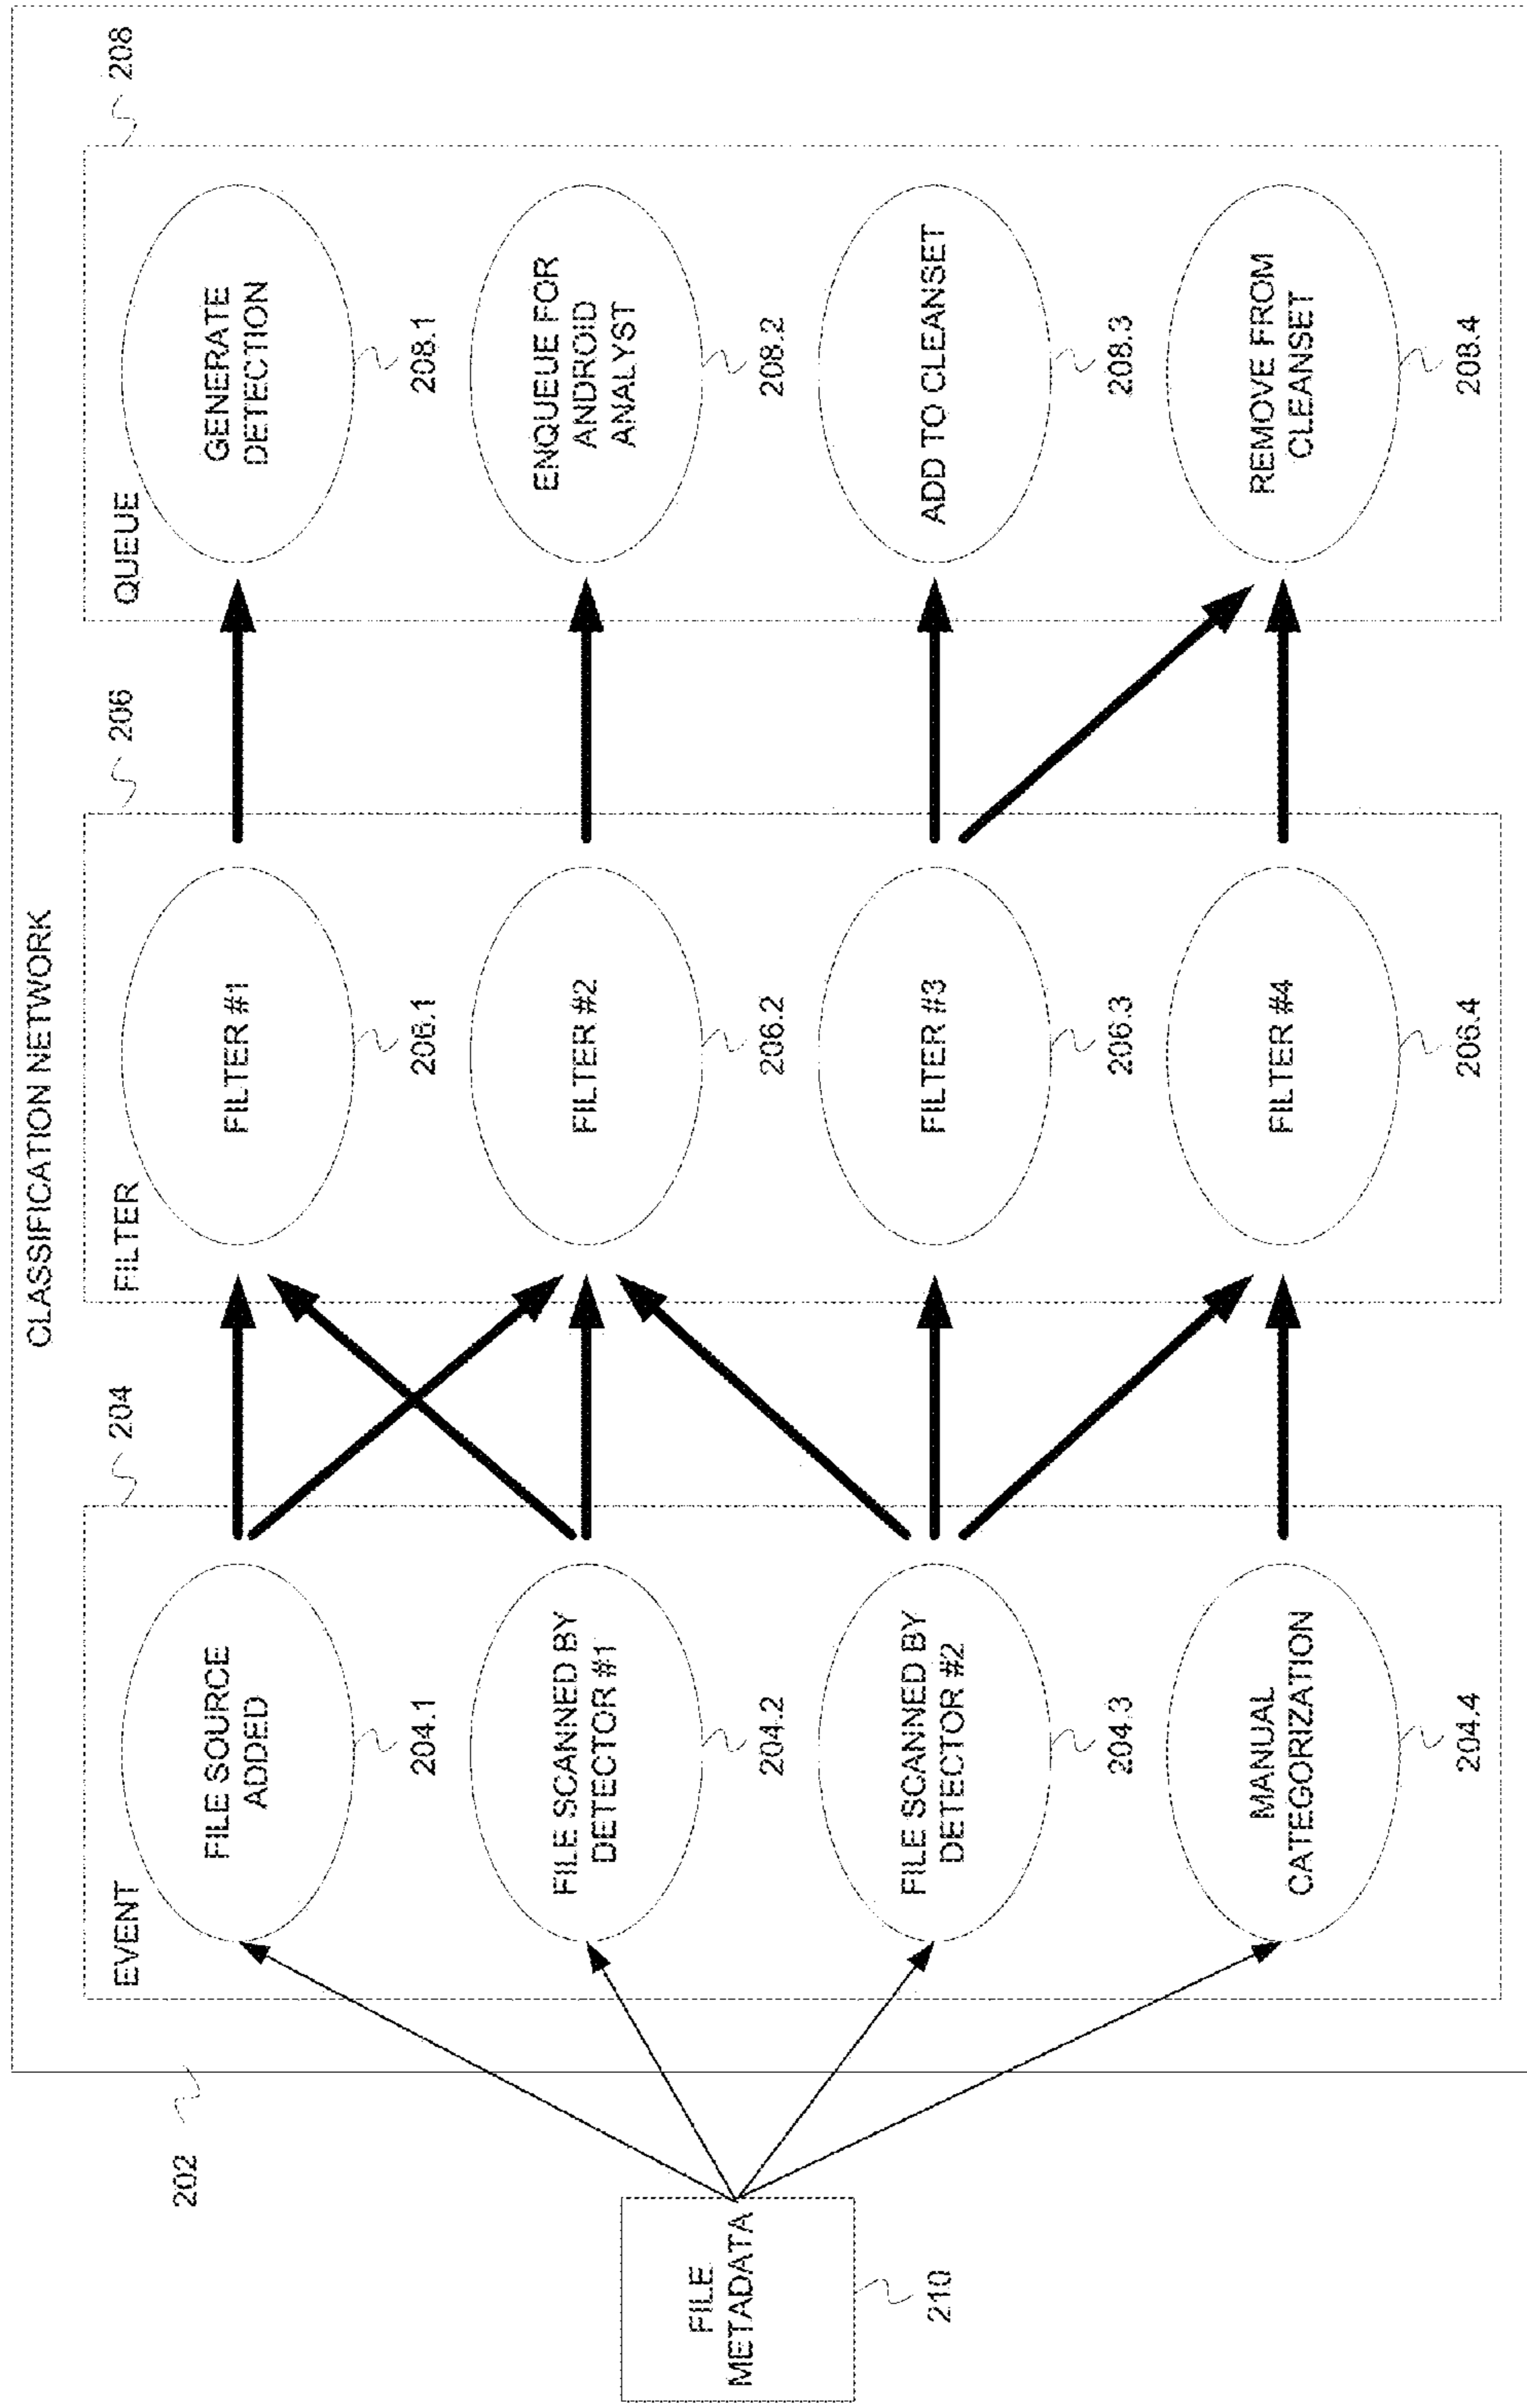 CLASSIFICATION NETWORK
202
FILE
METADATA
210
EVENT
204
FILE SOURCE
ADDED
204.1
FILE SCANNED BY
DETECTOR #1
204.2
FILE SCANNED BY
DETECTOR #2
204.3
MANUAL
CATEGORIZATION
204.4
FILTER
206
FILTER #1
206.1
FILTER #2
206.2
FILTER #3
206.3
FILTER #4
206.4
QUEUE
208
GENERATE
DETECTION
208.1
ENQUEUE FOR
ANDROID
ANALYST
208.2
ADD TO CLEANSET
208.3
REMOVE FROM
CLEANSET
208.4